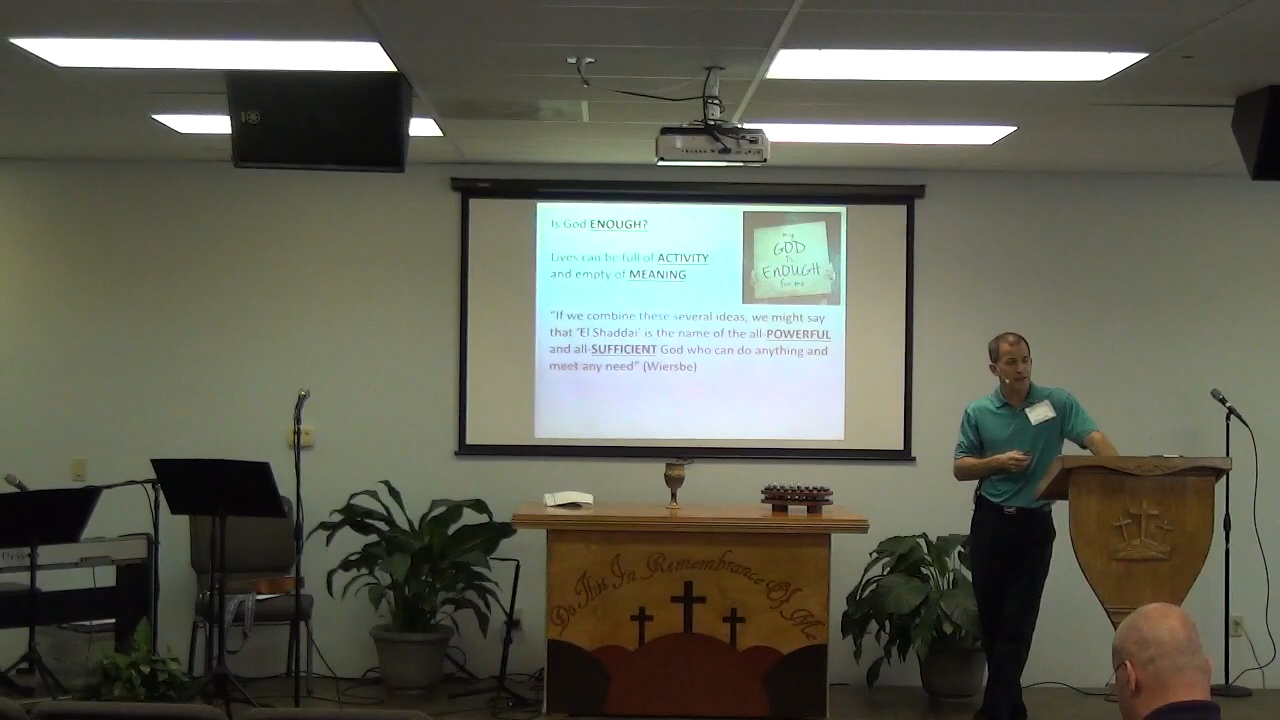 Is God ENOUGH?
Lives can be full of ACTIVITY
and empty of MEANING
my
GOD
is
ENOUGH
for me
"If we combine these several ideas, we might say
that 'El Shaddai' is the name of the all-POWERFUL
and all-SUFFICIENT God who can do anything and
meet any need" (Wiersbe)
Do This In Remembrance Of Me